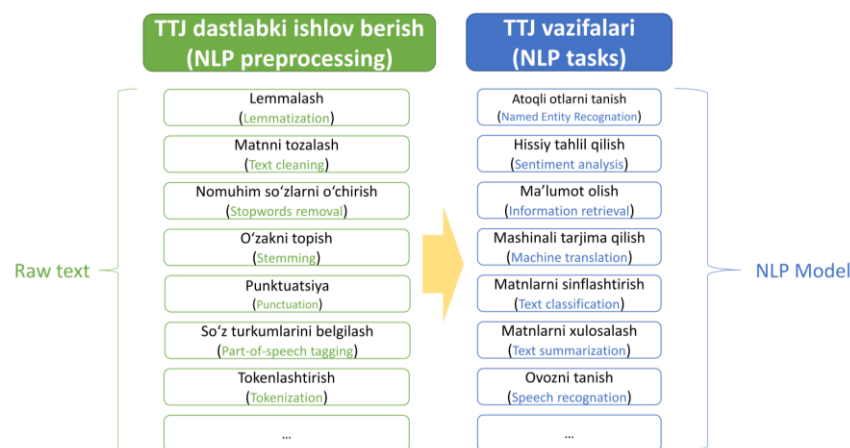 TTJ dastlabki ishlov berish
(NLP preprocessing)
TTJ vazifalari
(NLP tasks)
Raw text
Lemmalash
(Lemmatization)
Matnni tozalash
(Text cleaning)
Nomuhim so‘zlarni o‘chirish
(Stopwords removal)
O‘zakni topish
(Stemming)
Punktuatsiya
(Punctuation)
So‘z turkumlarini belgilash
(Part-of-speech tagging)
Tokenlashtirish
(Tokenization)
...
Atoqli otlarni tanish
(Named Entity Recognation)
Hissiy tahlil qilish
(Sentiment analysis)
Ma’lumot olish
(Information retrieval)
Mashinali tarjima qilish
(Machine translation)
Matnlarni sinflashtirish
(Text classification)
Matnlarni xulosalash
(Text summarization)
Ovozni tanish
(Speech recognation)
...
NLP Model